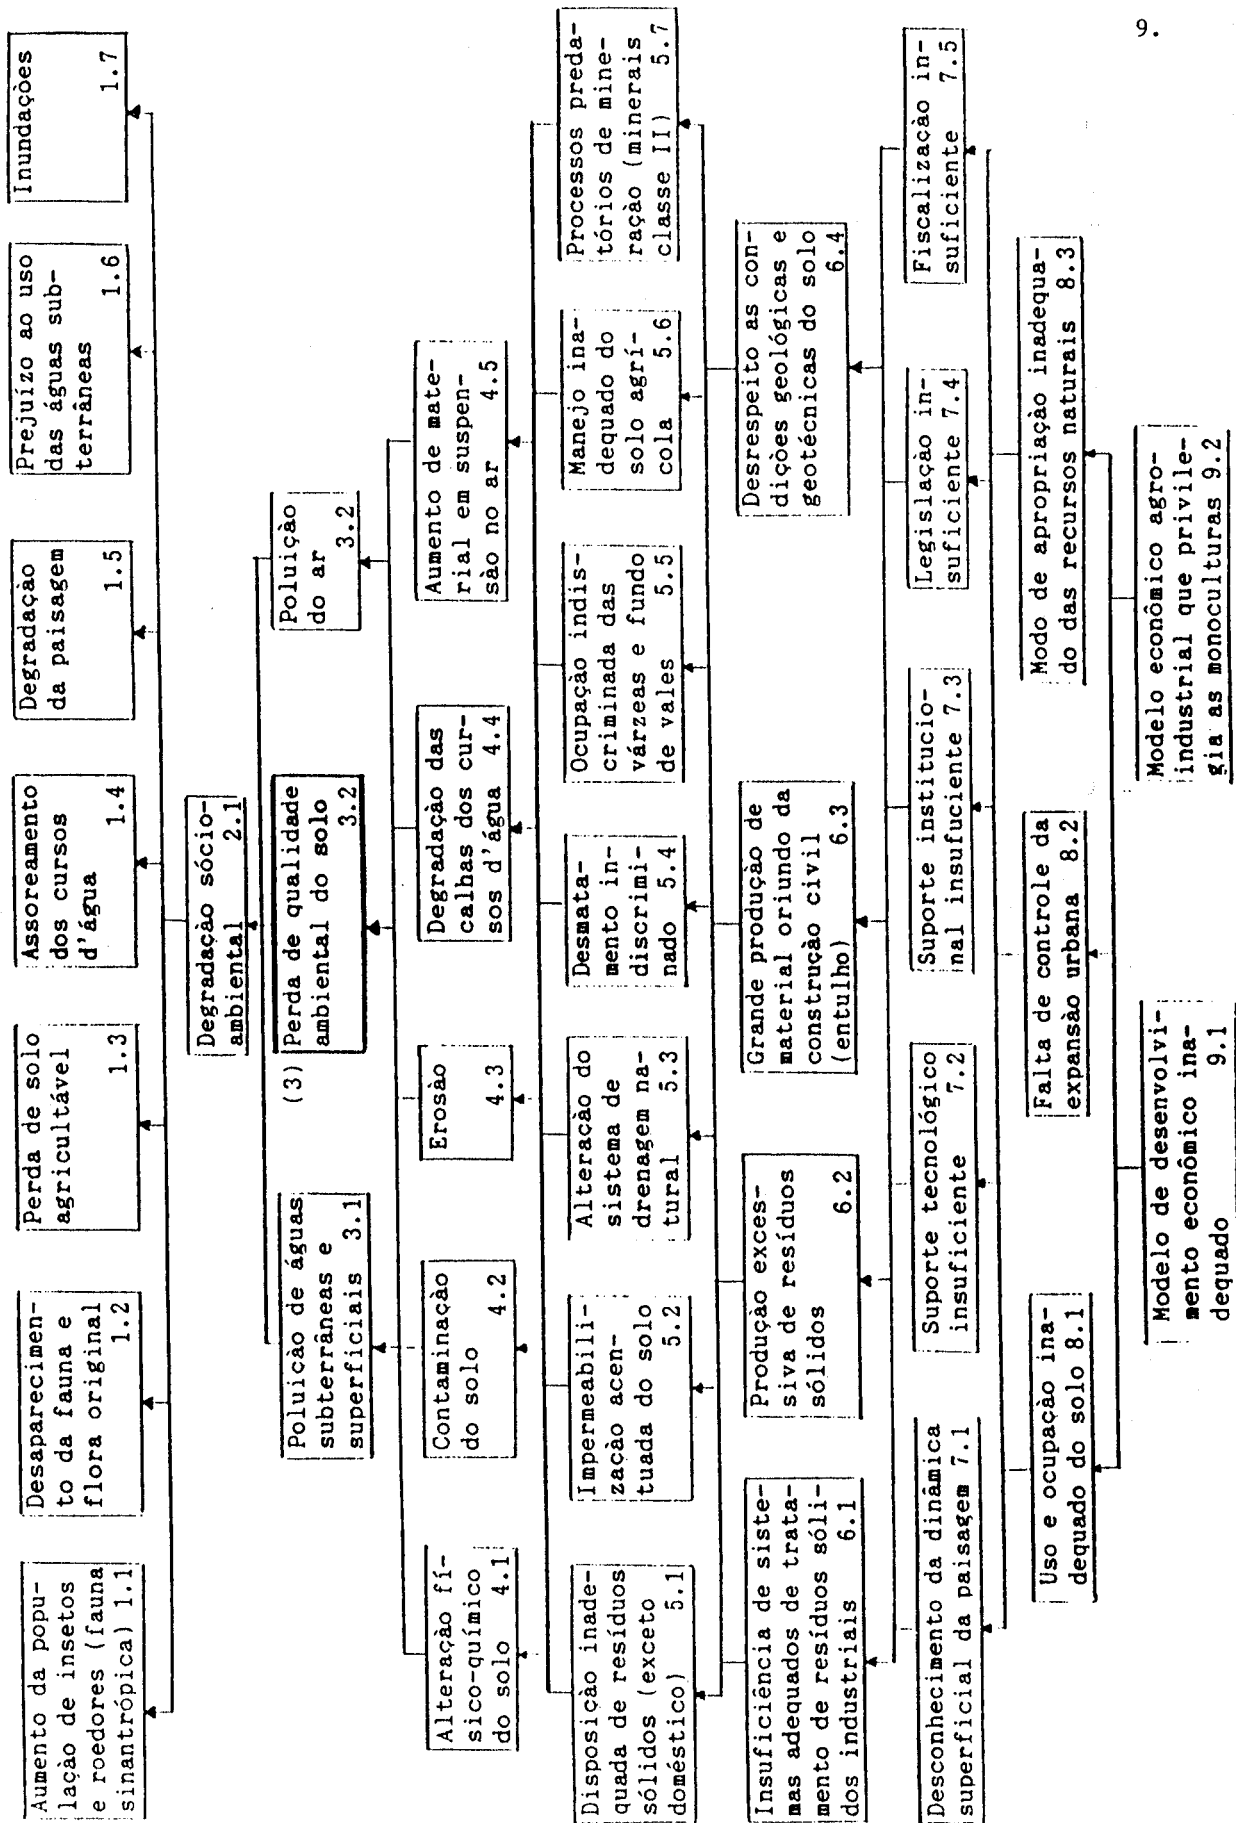 9.
Aumento da popu-
lação de insetos
e roedores (fauna
sinantrópica) 1.1
Desaparecimen-
to da fauna e
flora original
1.2
Perda de solo
agricultável
1.3
Assoreamento
dos cursos
d'água
1.4
Degradação
da paisagem
1.5
Prejuízo ao uso
das águas sub-
terrâneas
1.6
Inundações
1.7
Degradação sócio-
ambiental 2.1
Poluição de águas
subterrâneas e
superficiais 3.1
(3)
Perda de qualidade
ambiental do solo
3.2
Poluição
do ar 3.2
Alteração fí-
sico-químico
do solo 4.1
Contaminação
do solo 4.2
Erosão
4.3
Degradação das
calhas dos cur-
sos d'água 4.4
Aumento de mate-
rial em suspen-
são no ar 4.5
Disposição inade-
quada de resíduos
sólidos (exceto
doméstico) 5.1
Impermeabili-
zação acen-
tuada do solo
5.2
Alteração do
sistema de
drenagem na-
tural 5.3
Desmata-
mento in-
discrimi-
nado 5.4
Ocupação indis-
criminada das
várzeas e fundo
de vales 5.5
Manejo ina-
dequado do
solo agrí-
cola 5.6
Processos preda-
tórios de mine-
ração (minerais
classe II) 5.7
Insuficiência de siste-
mas adequados de trata-
mento de resíduos sóli-
dos industriais 6.1
Produção exces-
siva de resíduos
sólidos 6.2
Grande produção de
material oriundo da
construção civil
(entulho) 6.3
Desrespeito as con-
dições geológicas e
geotécnicas do solo
6.4
Desconhecimento da dinâmica
superficial da paisagem 7.1
Suporte tecnológico
insuficiente 7.2
Suporte institucio-
nal insufuciente 7.3
Legislação in-
suficiente 7.4
Fiscalização in-
suficiente 7.5
Uso e ocupação ina-
dequado do solo 8.1
Falta de controle da
expansão urbana 8.2
Modo de apropriação inadequa-
do das recursos naturais 8.3
Modelo de desenvolvi-
mento econômico ina-
dequado 9.1
Modelo econômico agro-
industrial que privile-
gia as monoculturas 9.2